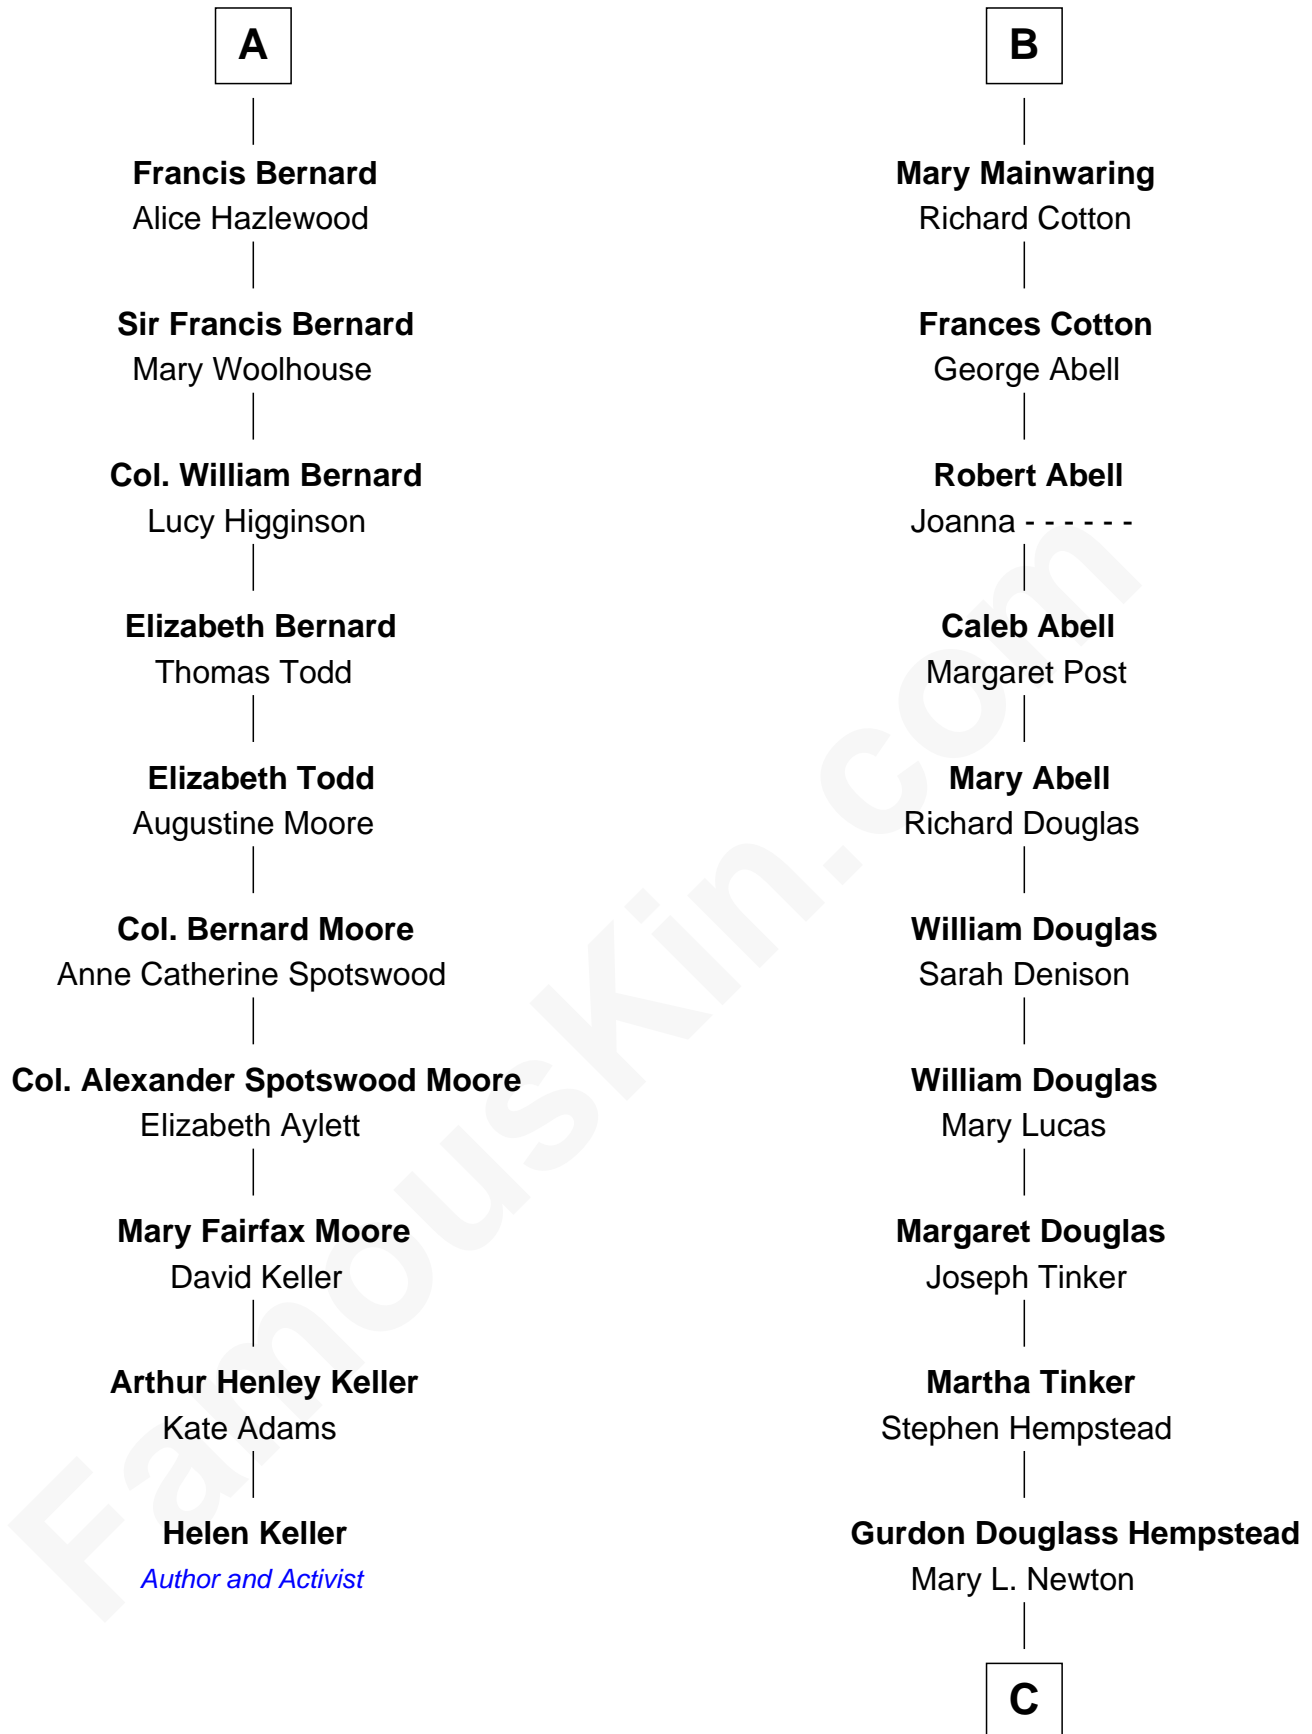 A
Francis Bernard
Alice Hazlewood
Sir Francis Bernard
Mary Woolhouse
Col. William Bernard
Lucy Higginson
Elizabeth Bernard
Thomas Todd
Elizabeth Todd
Augustine Moore
Col. Bernard Moore
Anne Catherine Spotswood
Col. Alexander Spotswood Moore
Elizabeth Aylett
Mary Fairfax Moore
David Keller
Arthur Henley Keller
Kate Adams
Helen Keller
Author and Activist
B
Mary Mainwaring
Richard Cotton
Frances Cotton
George Abell
Robert Abell
Joanna - - - - - -
Caleb Abell
Margaret Post
Mary Abell
Richard Douglas
William Douglas
Sarah Denison
William Douglas
Mary Lucas
Margaret Douglas
Joseph Tinker
Martha Tinker
Stephen Hempstead
Gurdon Douglass Hempstead
Mary L. Newton
C
FamousKin.com